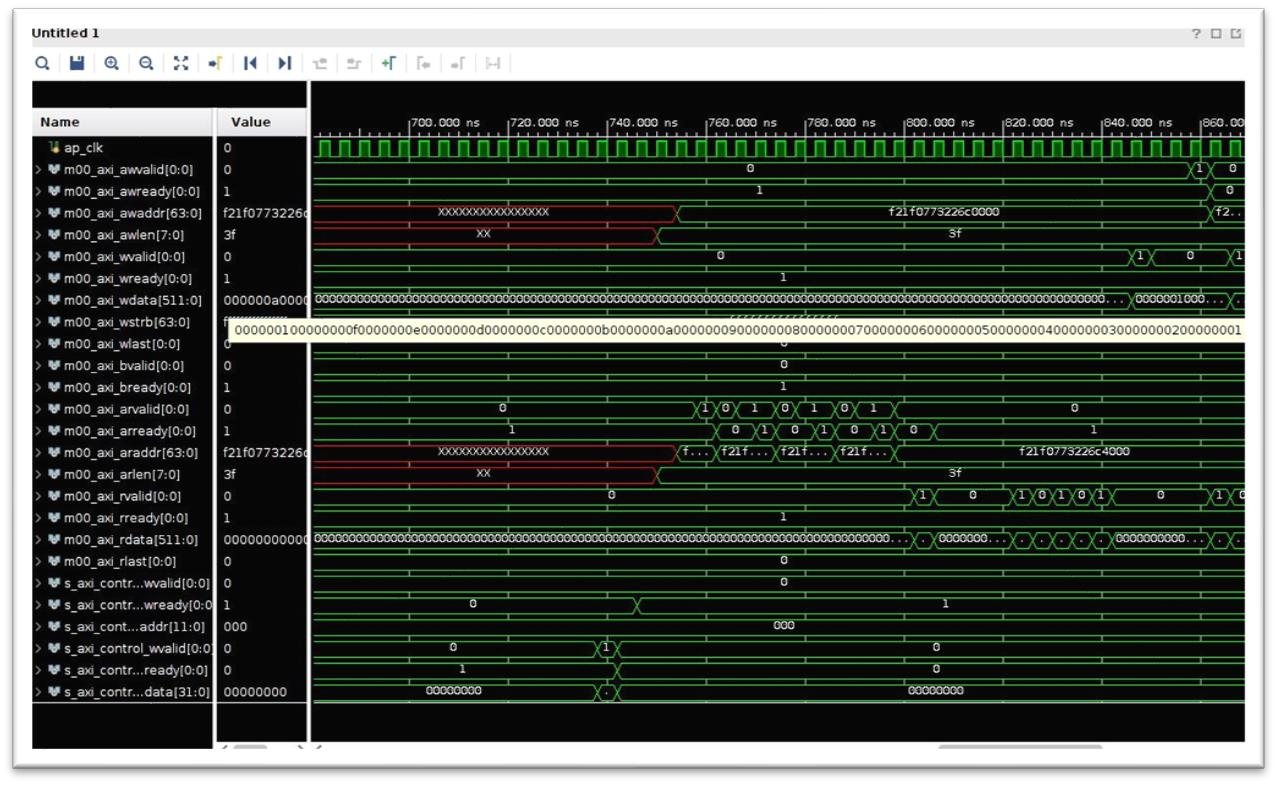 Untitled 1
Name Value
700.000 ns 720.000 ns 740.000 ns 760.000 ns 780.000 ns 800.000 ns 820.000 ns 840.000 ns 860.00
ap_clk 0
m00_axi_awvalid[0:0] 0 0 1 0
m00_axi_awready[0:0] 1 1 0
m00_axi_awaddr[63:0] f21f0773226c XXXXXXXXXXXXXXXX f21f0773226c0000 f2...
m00_axi_awlen[7:0] 3f XX 3f
m00_axi_wvalid[0:0] 0 0 1 0 1
m00_axi_wready[0:0] 1 1
m00_axi_wdata[511:0] 000000a0000 0000001000...
m00_axi_wstrb[63:0]
000000100000000f0000000e0000000d0000000c0000000b0000000a000000090000000800000007000000060000000500000004000000030000000200000001
m00_axi_wlast[0:0] 0 0
m00_axi_bvalid[0:0] 0 0
m00_axi_bready[0:0] 1 1
m00_axi_arvalid[0:0] 0 0 1 0 1 0 1 0 1 0
m00_axi_arready[0:0] 1 1 0 1 0 1 0 1 0 1
m00_axi_araddr[63:0] f21f0773226c XXXXXXXXXXXXXXXX f... f21f... f21f... f21f... f21f0773226c4000
m00_axi_arlen[7:0] 3f XX 3f
m00_axi_rvalid[0:0] 0 0 1 0 1 0 1 0 1 0 1 0
m00_axi_rready[0:0] 1 1
m00_axi_rdata[511:0] 00000000000 0000000... 0000000000...
m00_axi_rlast[0:0] 0 0
s_axi_contr...wvalid[0:0] 0 0
s_axi_contr...wready[0:0 1 0 1
s_axi_cont...addr[11:0] 000 000
s_axi_control_wvalid[0:0] 0 0 1 0
s_axi_contr...ready[0:0] 0 1 0
s_axi_contr...data[31:0] 00000000 00000000 . 00000000